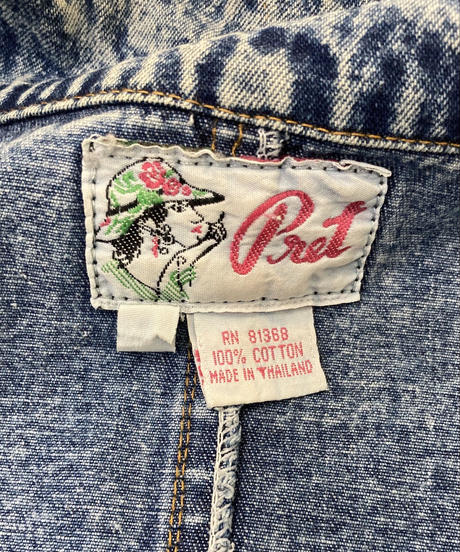 Pret
RN 81368
100% COTTON
MADE IN THAILAND